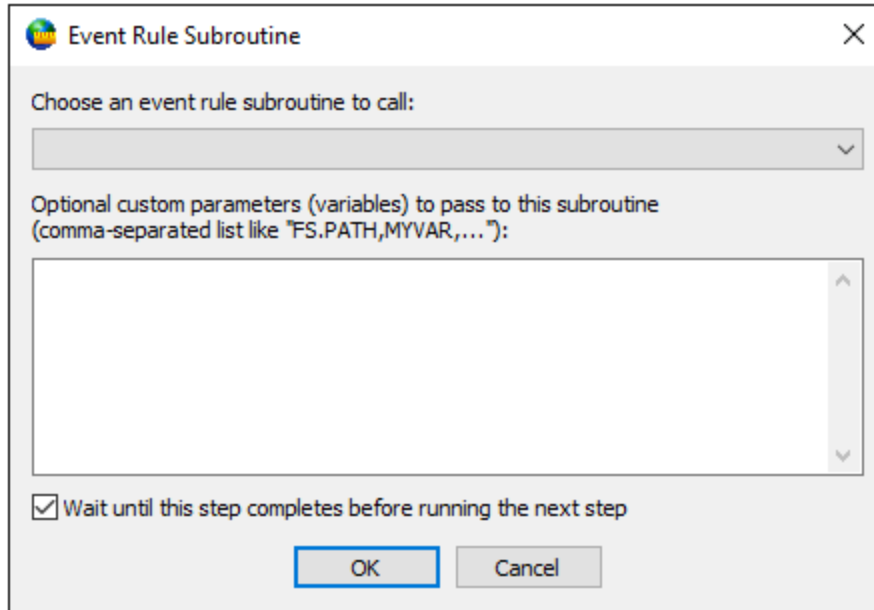 Event Rule Subroutine
Choose an event rule subroutine to call:
Optional custom parameters (variables) to pass to this subroutine
(comma-separated list like "FS.PATH,MYVAR,..."):
Wait until this step completes before running the next step
OK Cancel